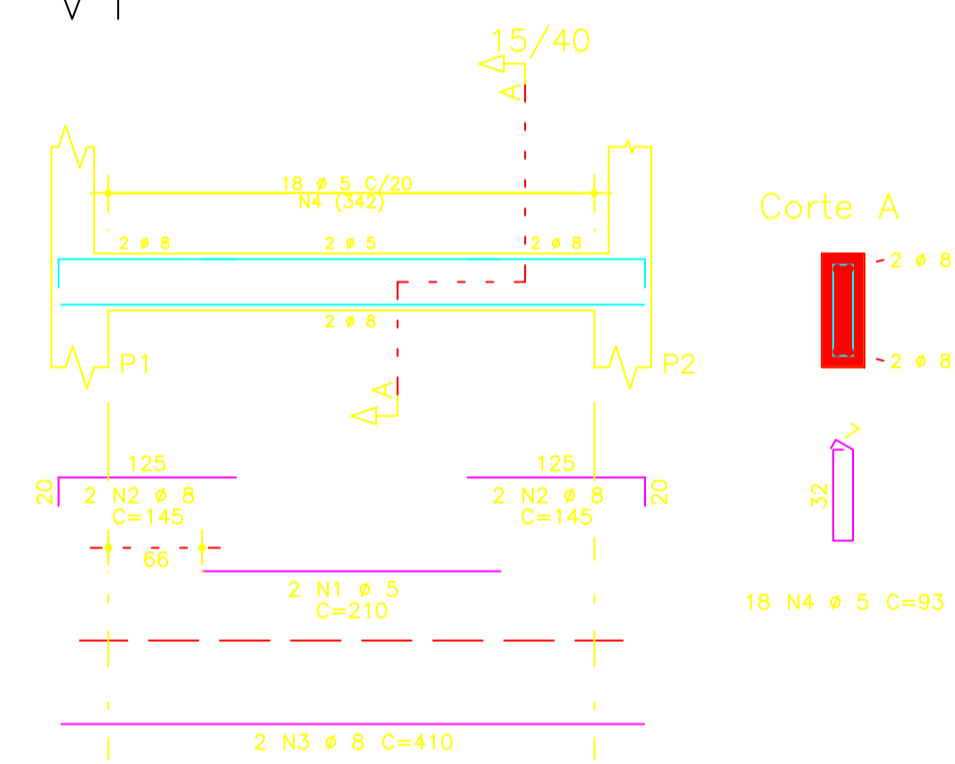 V 1
15/40
A
18 ø 5 C/20
N4 (342)
2 ø 8 2 ø 5 2 ø 8
2 ø 8
P1
P2
A
Corte A
2 ø 8
2 ø 8
125
20
2 N2 ø 8
C=145
125
20
2 N2 ø 8
C=145
66
2 N1 ø 5
C=210
2 N3 ø 8 C=410
7
32
18 N4 ø 5 C=93